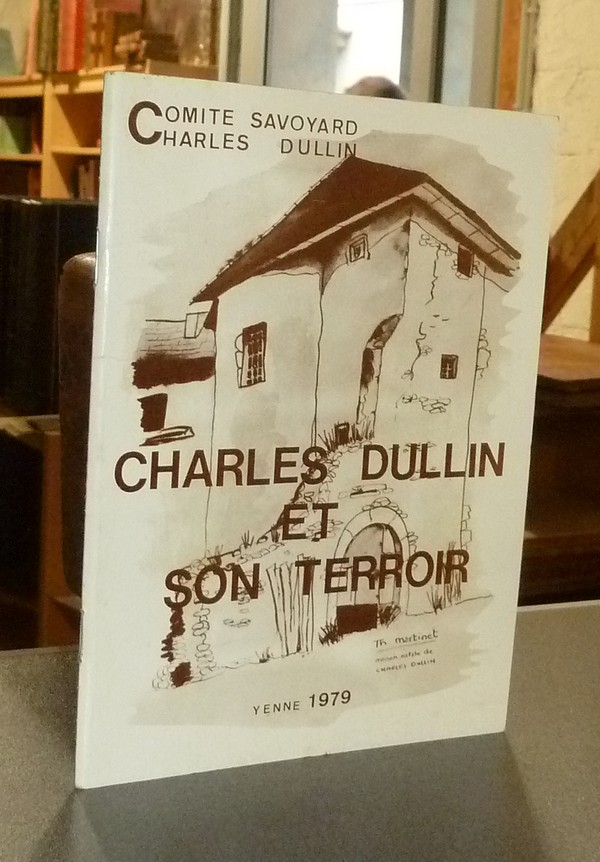 COMITE SAVOYARD
CHARLES DULLIN
CHARLES DULLIN
ET
SON TERROIR
Th martinet
maison natale de
CHARLES DULLIN
YENNE 1979